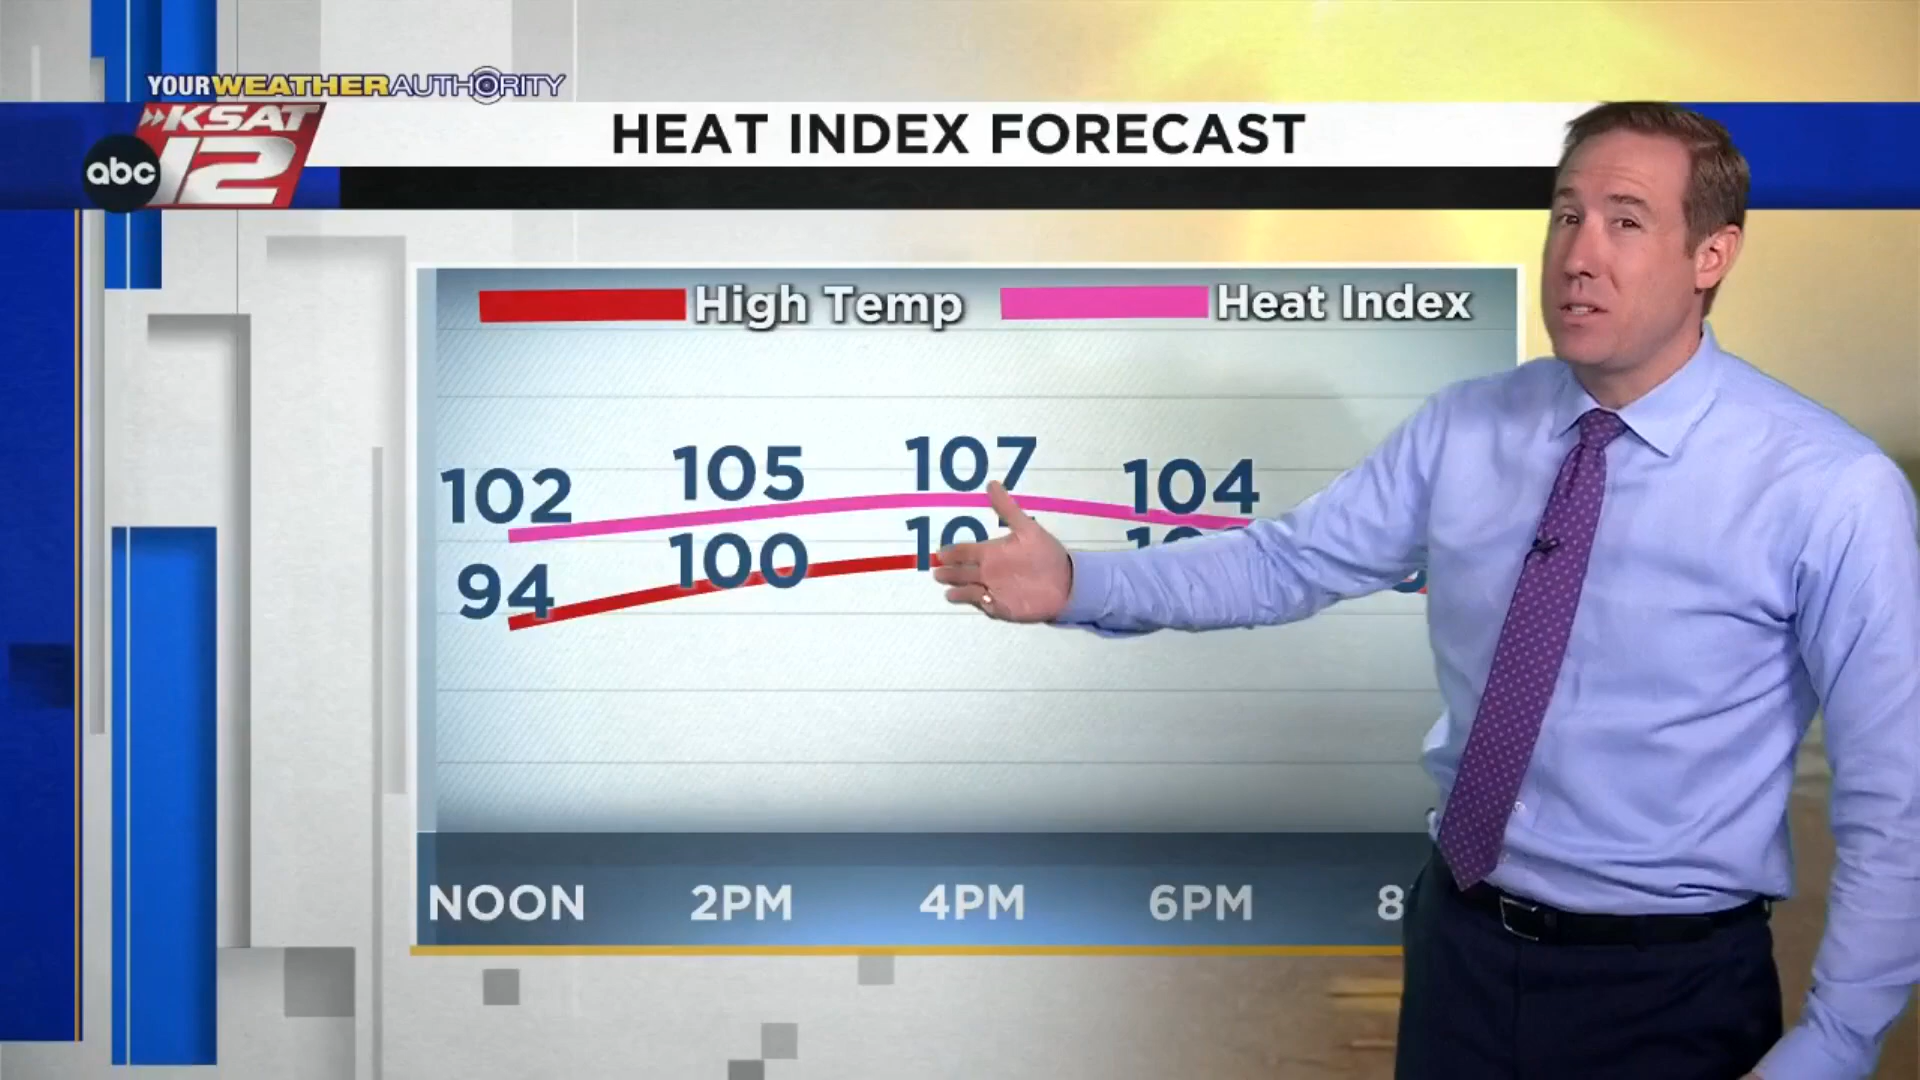 YOURWEATHERAUTHORITY
KSAT
abc 12
HEAT INDEX FORECAST
High Temp Heat Index
102 105 107 104
94 100
NOON 2PM 4PM 6PM